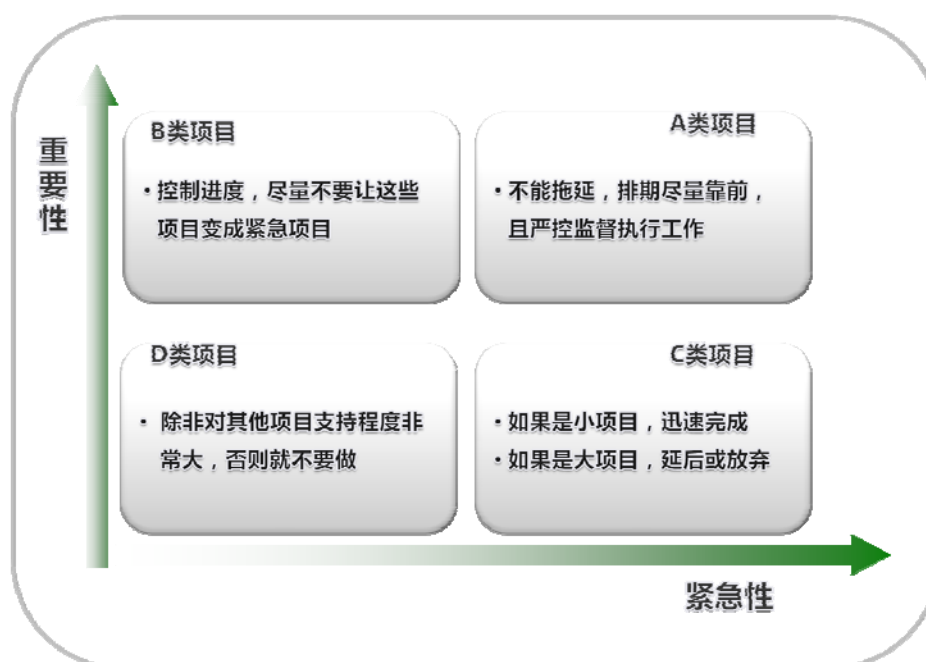 重要性
B类项目
• 控制进度，尽量不要让这些
项目变成紧急项目
A类项目
• 不能拖延，排期尽量靠前，
且严控监督执行工作
D类项目
• 除非对其他项目支持程度非
常大，否则就不要做
C类项目
• 如果是小项目，迅速完成
• 如果是大项目，延后或放弃
紧急性